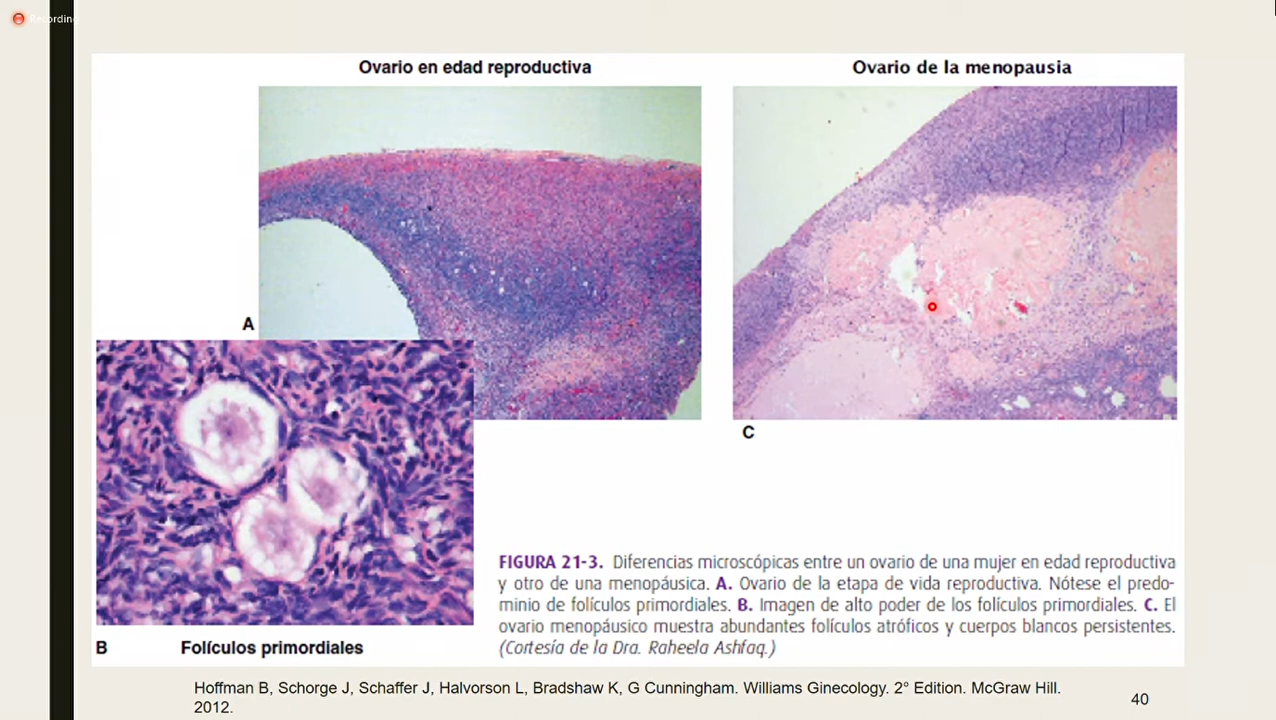 Recording
Ovario en edad reproductiva
Ovario de la menopausia
A
C
B
Folículos primordiales
FIGURA 21-3. Diferencias microscópicas entre un ovario de una mujer en edad reproductiva
y otro de una menopáusica. A. Ovario de la etapa de vida reproductiva. Nótese el predo-
minio de folículos primordiales. B. Imagen de alto poder de los folículos primordiales. C. El
ovario menopáusico muestra abundantes folículos atróficos y cuerpos blancos persistentes.
(Cortesía de la Dra. Raheela Ashfaq.)
Hoffman B, Schorge J, Schaffer J, Halvorson L, Bradshaw K, G Cunningham. Williams Ginecology. 2° Edition. McGraw Hill.
2012.
40